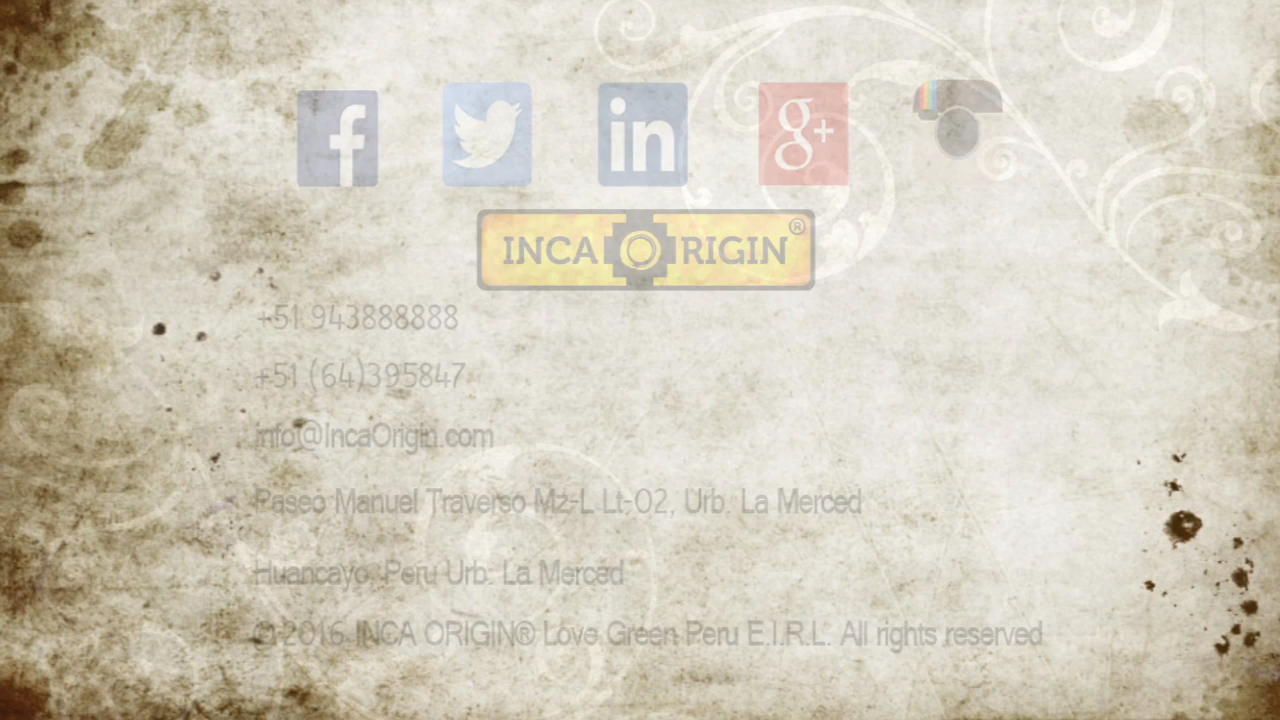 f
in
g+
INCA ORIGIN®
+51 943888888
+51 (64)395847
info@IncaOrigin.com
Paseo Manuel Traverso Mz-L Lt-02, Urb. La Merced
Huancayo, Peru Urb. La Merced
© 2016 INCA ORIGIN® Love Green Peru E.I.R.L. All rights reserved